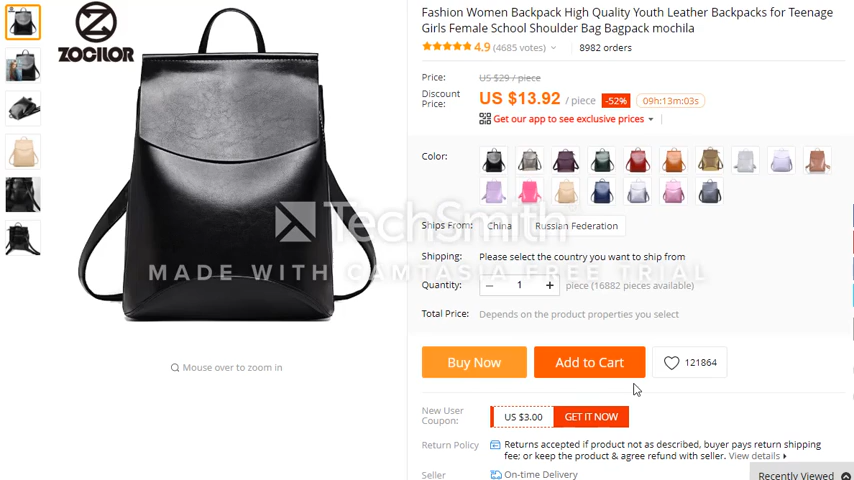 ZOCILOR
Fashion Women Backpack High Quality Youth Leather Backpacks for Teenage
Girls Female School Shoulder Bag Bagpack mochila
4.9 (4685 votes) 8982 orders
Price: US $29 / piece
Discount
Price: US $13.92 / piece -52% 09h:13m:03s
Get our app to see exclusive prices
Color:
TechSmith
Ships From: China Russian Federation
Shipping: Please select the country you want to ship from
MADE WITH CAMTASIA FREE TRIAL
Quantity: – 1 + piece (16882 pieces available)
Total Price: Depends on the product properties you select
Mouse over to zoom in
Buy Now Add to Cart 121864
New User
Coupon: US $3.00 GET IT NOW
Return Policy Returns accepted if product not as described, buyer pays return shipping
fee; or keep the product & agree refund with seller. View details
Seller On-time Delivery
Recently Viewed